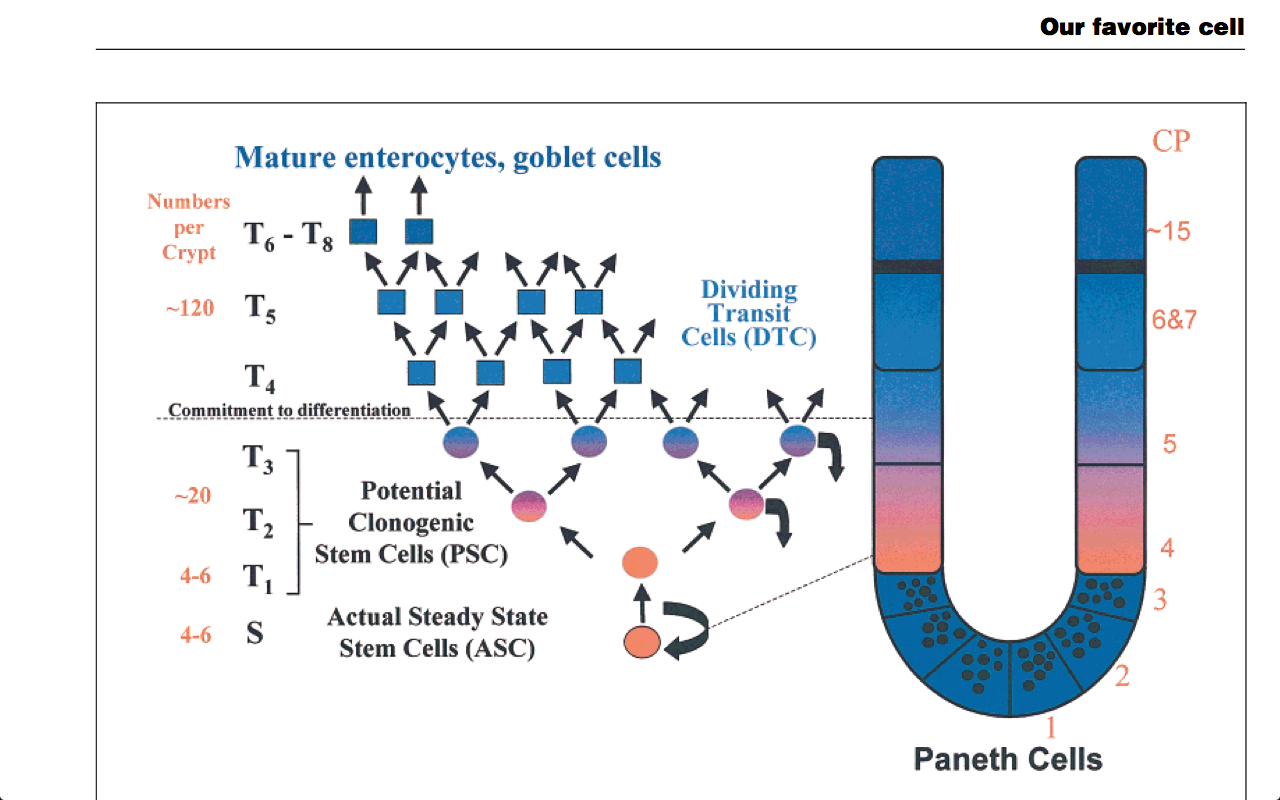 Our favorite cell
Mature enterocytes, goblet cells
Numbers
per
Crypt
T6 - T8
~120
T5
T4
Dividing
Transit
Cells (DTC)
Commitment to differentiation
T3
~20
T2
4-6
T1
Potential
Clonogenic
Stem Cells (PSC)
4-6
S
Actual Steady State
Stem Cells (ASC)
CP
~15
6&7
5
4
3
2
1
Paneth Cells